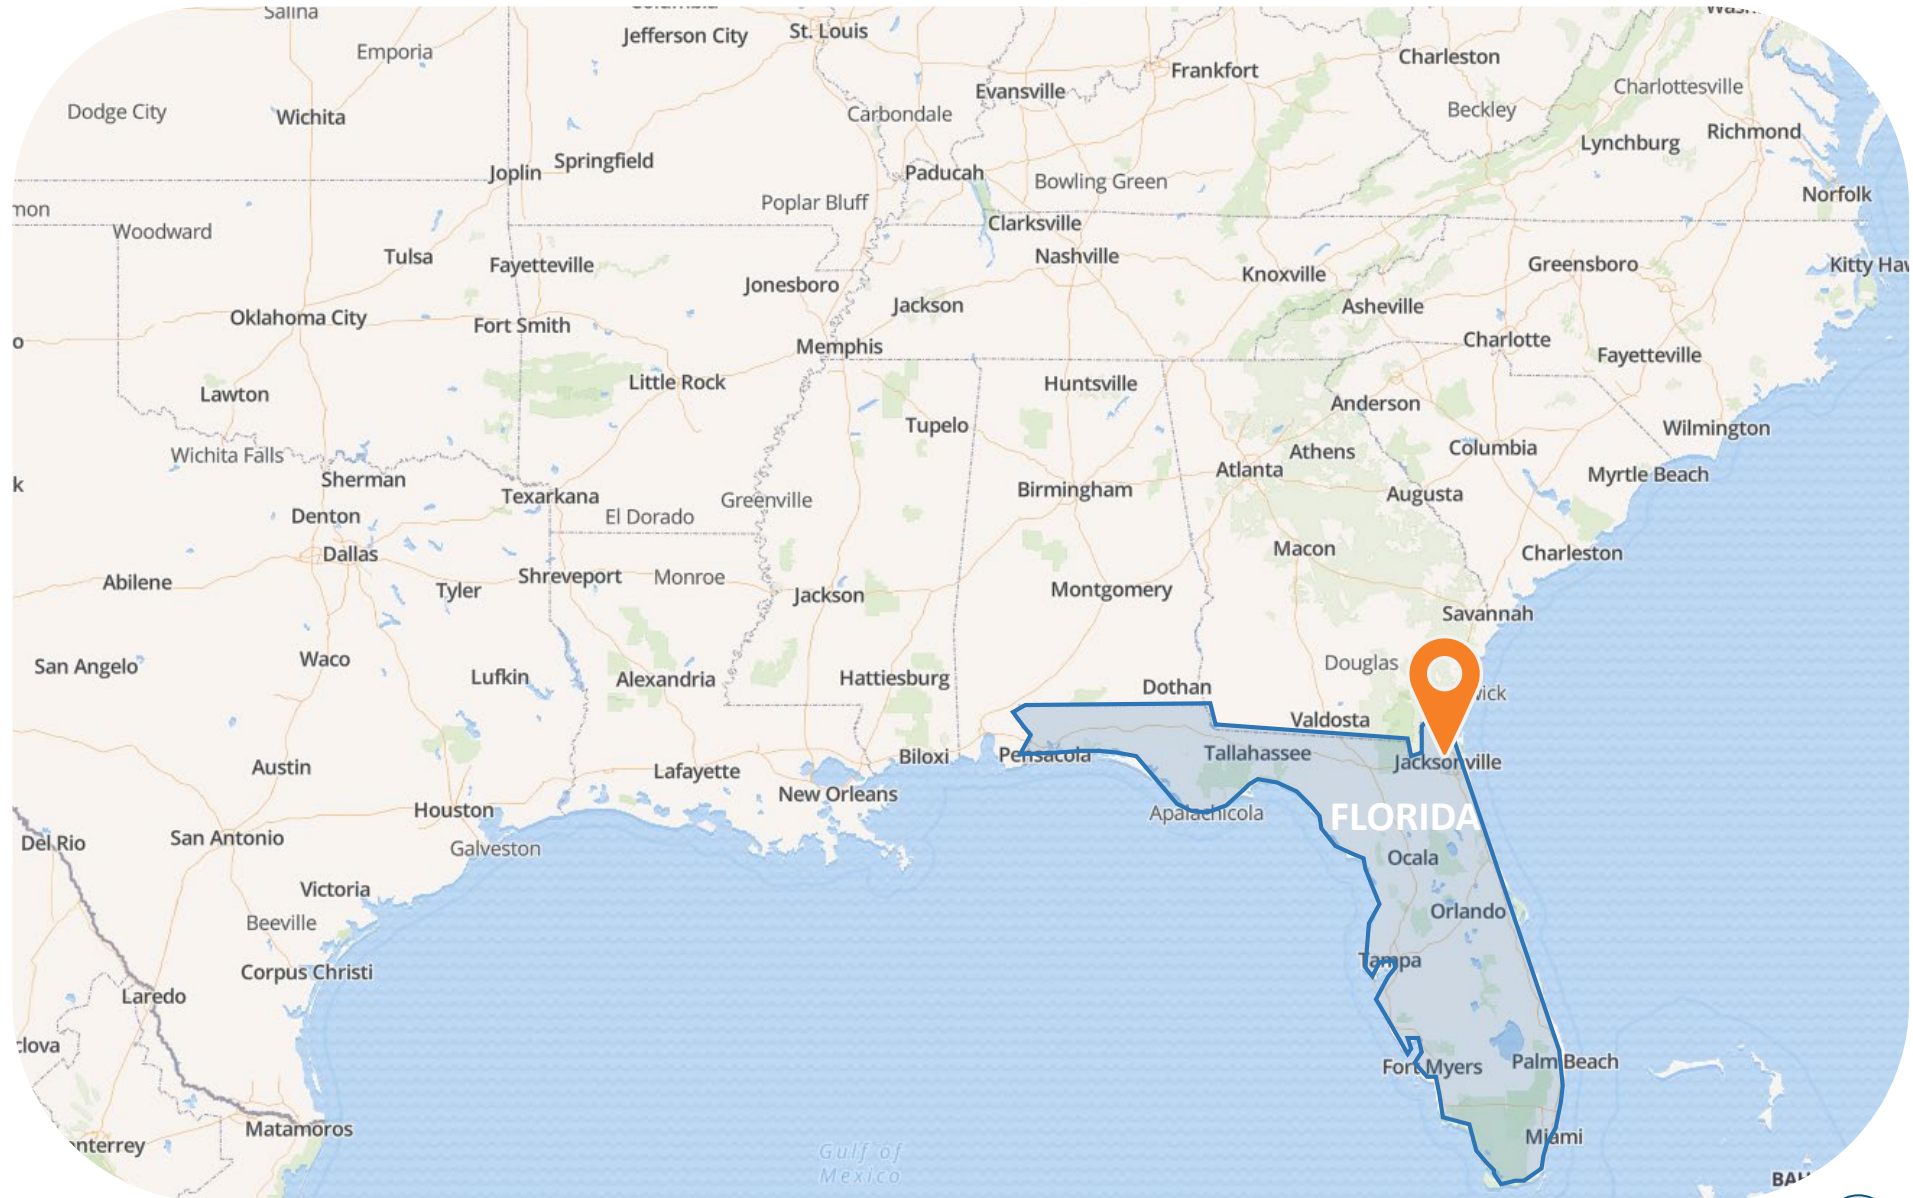 Salina
Jefferson City
St. Louis
Emporia
Charleston
Frankfort
Evansville
Charlottesville
Dodge City
Wichita
Carbondale
Beckley
Richmond
Lynchburg
Springfield
Joplin
Paducah
Bowling Green
Norfolk
Poplar Bluff
Woodward
Clarksville
Tulsa
Fayetteville
Nashville
Greensboro
Knoxville
Jonesboro
Jackson
Asheville
Oklahoma City
Fort Smith
Memphis
Charlotte
Fayetteville
Little Rock
Huntsville
Lawton
Anderson
Tupelo
Wilmington
Wichita Falls
Athens
Columbia
Atlanta
Sherman
Myrtle Beach
Texarkana
Greenville
Birmingham
Augusta
Denton
El Dorado
Dallas
Macon
Charleston
Abilene
Tyler
Shreveport
Monroe
Jackson
Montgomery
Savannah
San Angelo
Waco
Lufkin
Alexandria
Hattiesburg
Dothan
Douglas
wick
Valdosta
Austin
Lafayette
Biloxi
Pensacola
Tallahassee
Jacksonville
New Orleans
Houston
Apalachicola
FLORIDA
Del Rio
San Antonio
Galveston
Ocala
Victoria
Beeville
Orlando
Corpus Christi
Tampa
Laredo
clova
Fort Myers
Palm Beach
Matamoros
Miami
onterrey
Gulf of
Mexico